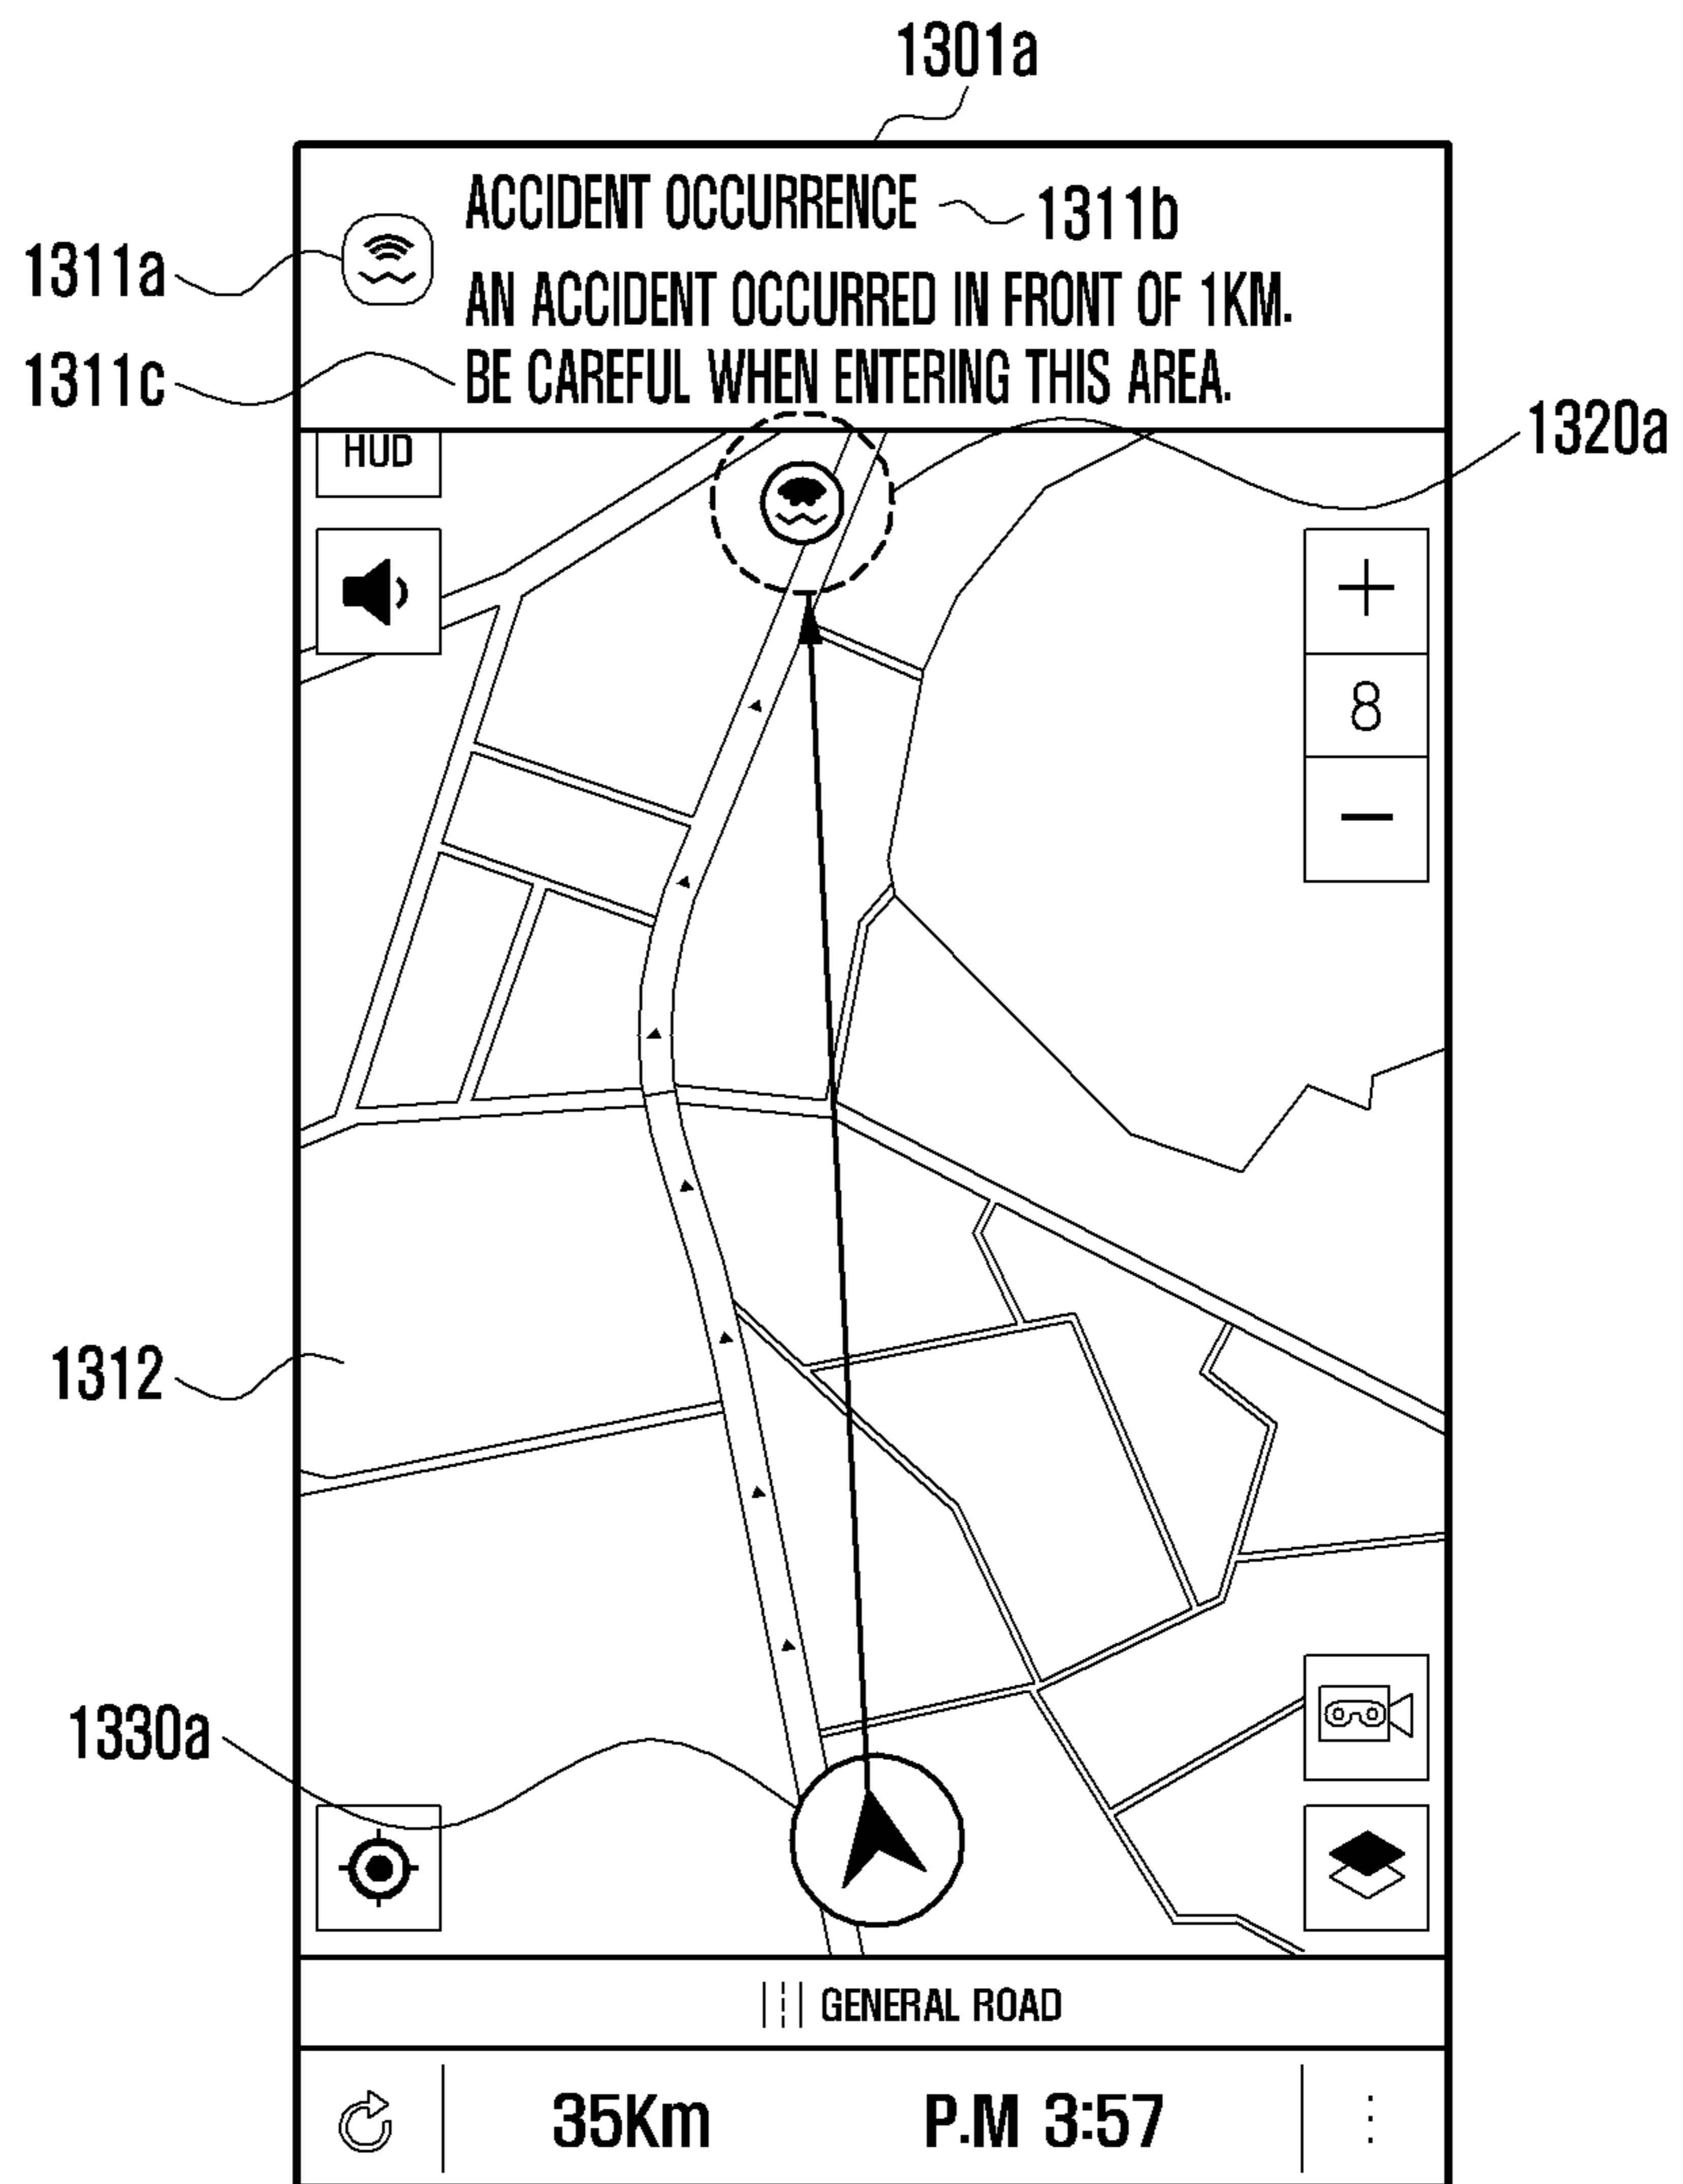 1301a
ACCIDENT OCCURRENCE
1311b
1311a
AN ACCIDENT OCCURRED IN FRONT OF 1KM.
1311c
BE CAREFUL WHEN ENTERING THIS AREA.
1320a
HUD
+
8
−
1312
1330a
GENERAL ROAD
35Km
P.M 3:57